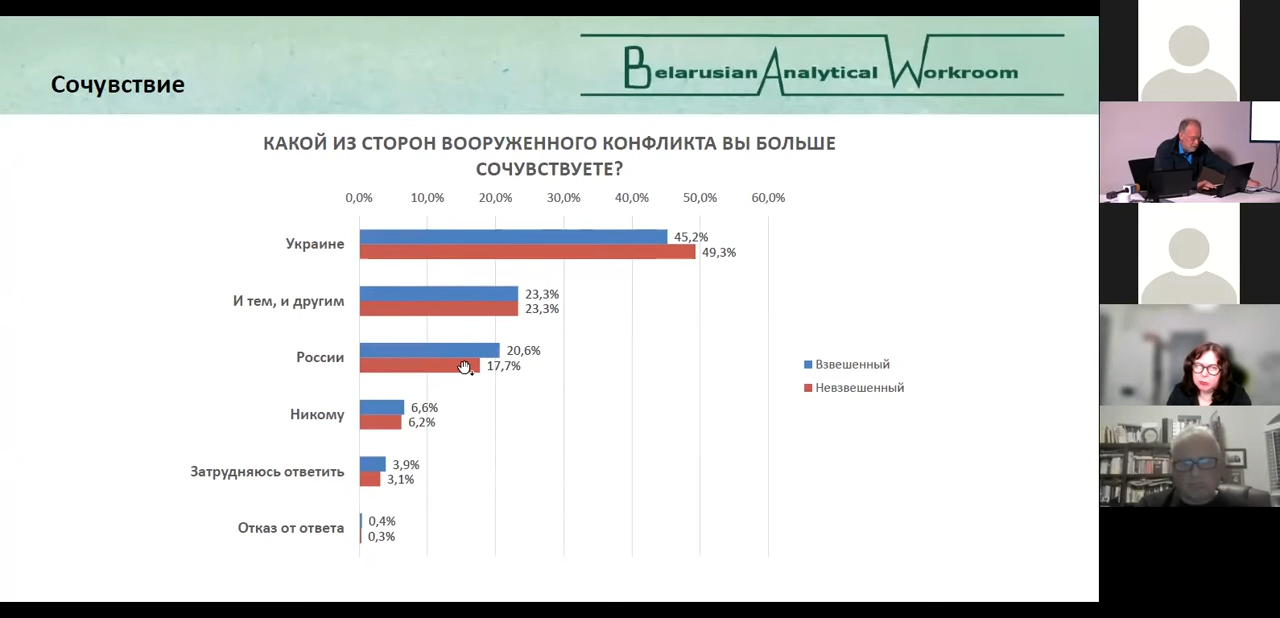 Сочувствие
Belarusian Analytical Workroom
КАКОЙ ИЗ СТОРОН ВООРУЖЕННОГО КОНФЛИКТА ВЫ БОЛЬШЕ
СОЧУВСТВУЕТЕ?
0,0% 10,0% 20,0% 30,0% 40,0% 50,0% 60,0%
Украине 45,2%
49,3%
И тем, и другим 23,3%
23,3%
России 20,6%
17,7%
Взвешенный
Невзвешенный
Никому 6,6%
6,2%
Затрудняюсь ответить 3,9%
3,1%
Отказ от ответа 0,4%
0,3%